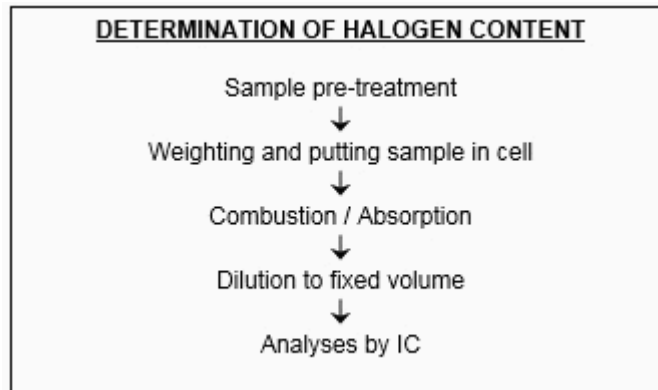 DETERMINATION OF HALOGEN CONTENT
Sample pre-treatment
↓
Weighting and putting sample in cell
↓
Combustion / Absorption
↓
Dilution to fixed volume
↓
Analyses by IC